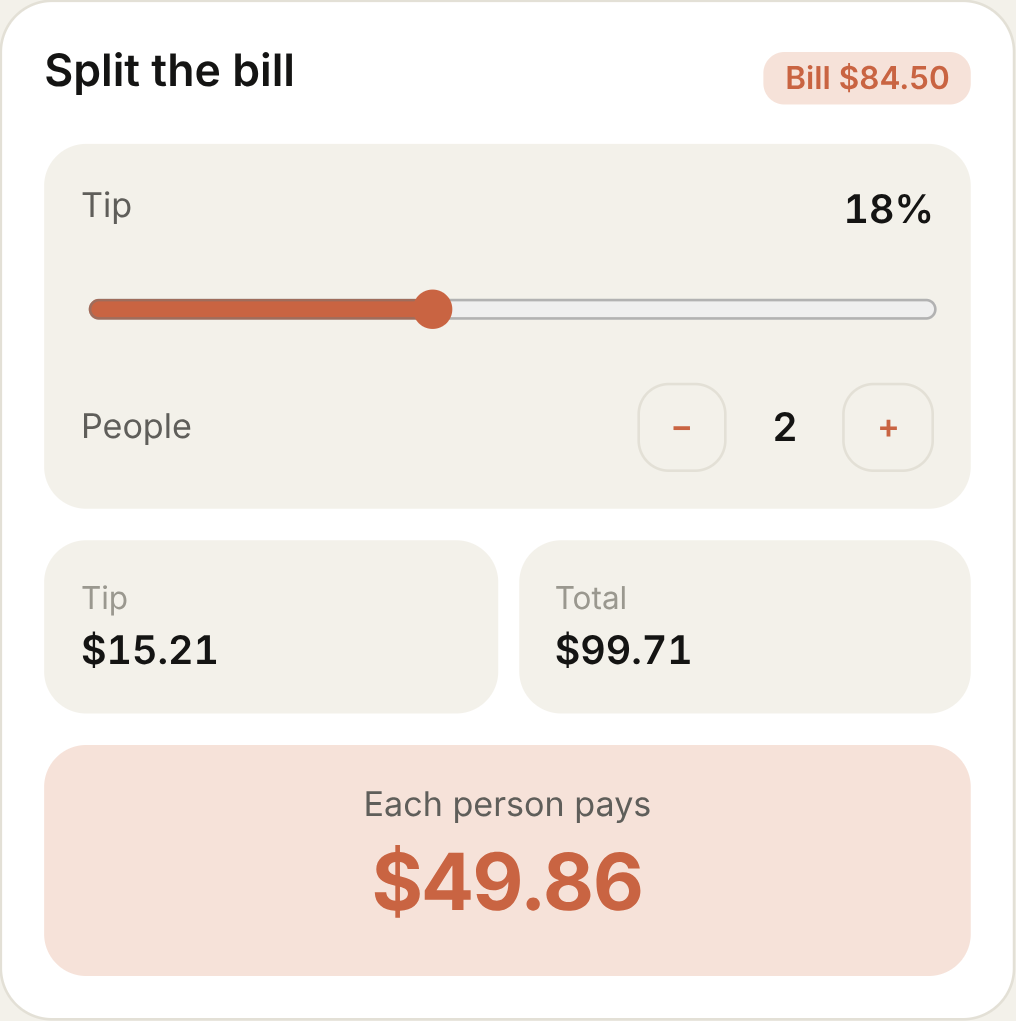 Split the bill
Bill $84.50
Tip
18%
People
−
2
+
Tip
$15.21
Total
$99.71
Each person pays
$49.86